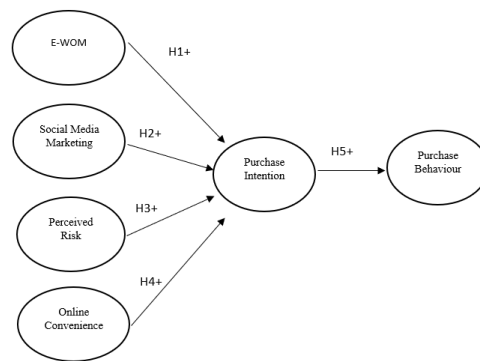 E-WOM
H1+
Social Media
Marketing
H2+
Purchase
Intention
H5+
Purchase
Behaviour
Perceived
Risk
H3+
H4+
Online
Convenience